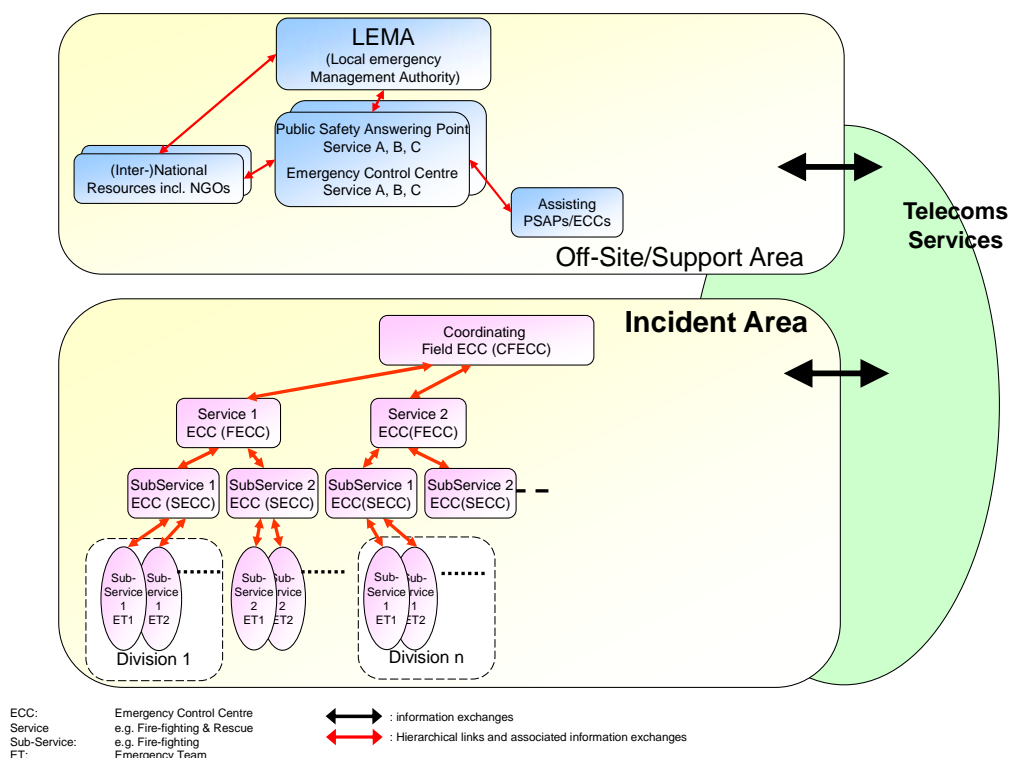 LEMA
(Local emergency
Management Authority)
Public Safety Answering Point
Service A, B, C
Emergency Control Centre
Service A, B, C
(Inter-)National
Resources incl. NGOs
Assisting
PSAPs/ECCs
Off-Site/Support Area
Telecoms
Services
Incident Area
Coordinating
Field ECC (CFECC)
Service 1
ECC (FECC)
Service 2
ECC(FECC)
SubService 1
ECC (SECC)
SubService 2
ECC (SECC)
SubService 1
ECC(SECC)
SubService 2
ECC(SECC)
Sub-
Service
1
ET1
Sub-
ervice
1
ET2
Sub-
Service
2
ET1
Sub-
ervice
2
ET2
Sub-
Service
1
ET1
Sub-
ervice
1
ET2
Division 1
Division n
ECC: Emergency Control Centre
Service e.g. Fire-fighting & Rescue
Sub-Service: e.g. Fire-fighting
ET: Emergency Team
: information exchanges
: Hierarchical links and associated information exchanges